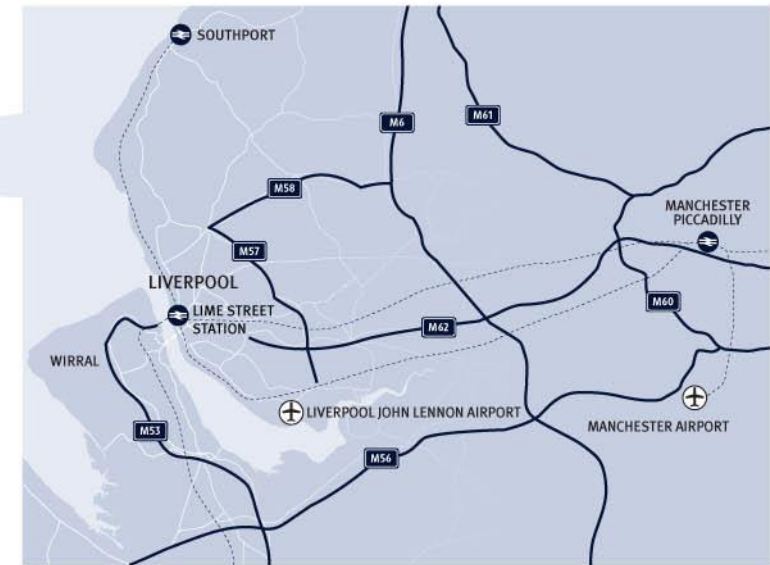 SOUTHPORT
M6
M61
M58
MANCHESTER
PICCADILLY
M57
LIVERPOOL
LIME STREET
STATION
M60
M62
WIRRAL
LIVERPOOL JOHN LENNON AIRPORT
MANCHESTER AIRPORT
M53
M56